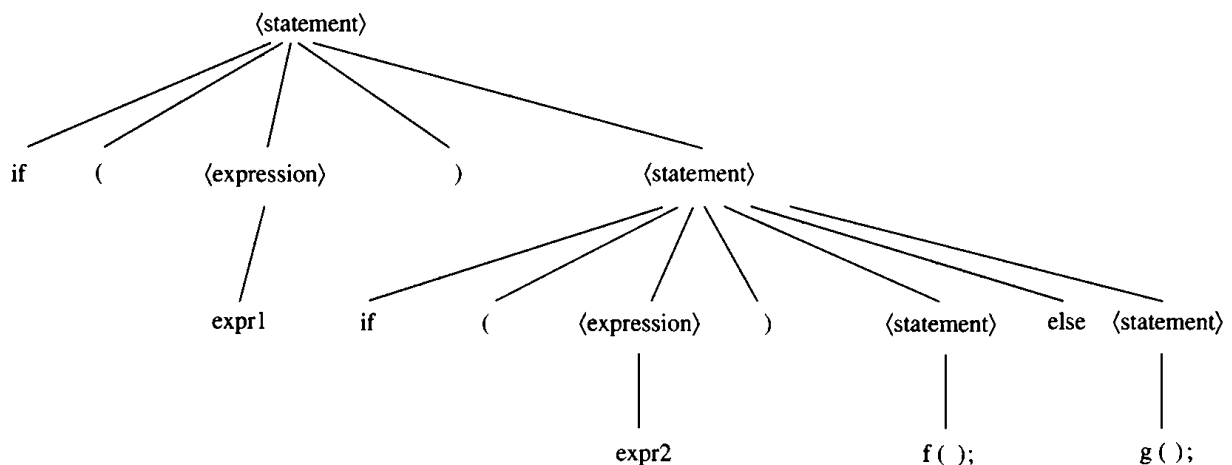 ⟨statement⟩
if ( ⟨expression⟩ ) ⟨statement⟩
expr1 if ( ⟨expression⟩ ) ⟨statement⟩ else ⟨statement⟩
expr2 f ( ); g ( );